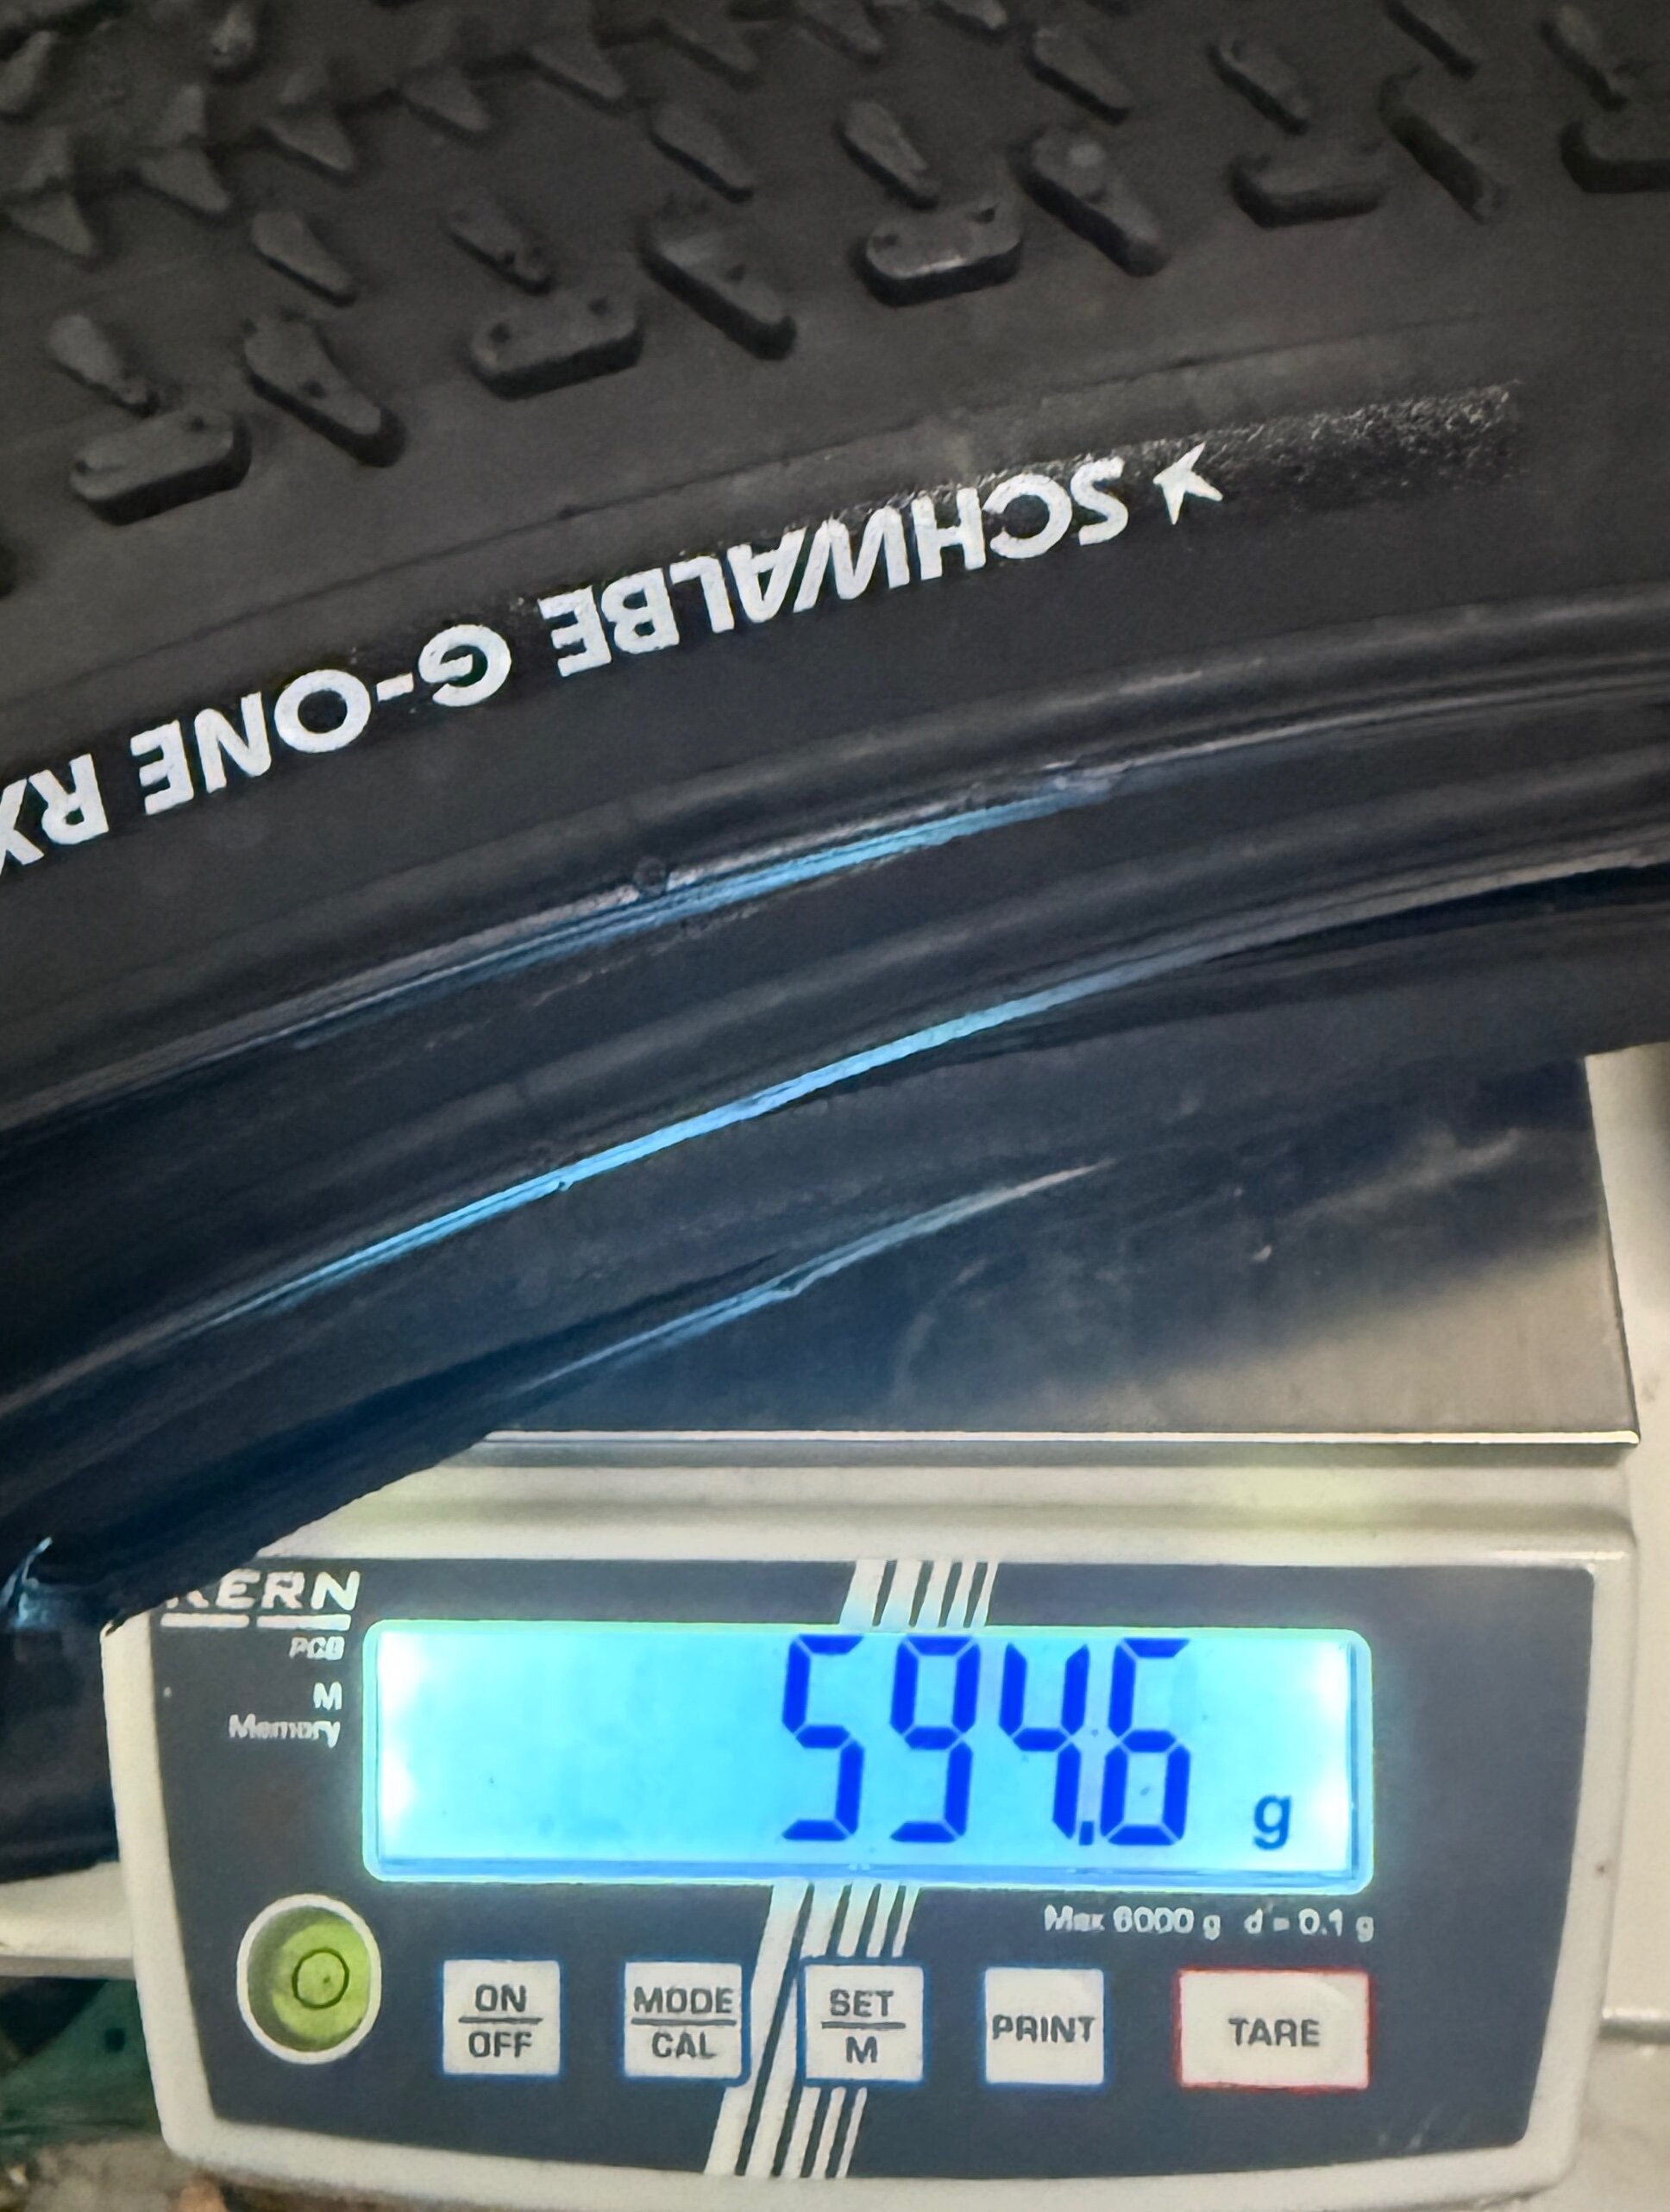 SCHWALBE G-ONE RX
KERN
PCB
M
Memory
594.6 g
Max 6000 g d=0.1 g
ON
OFF
MODE
CAL
SET
M
PRINT
TARE